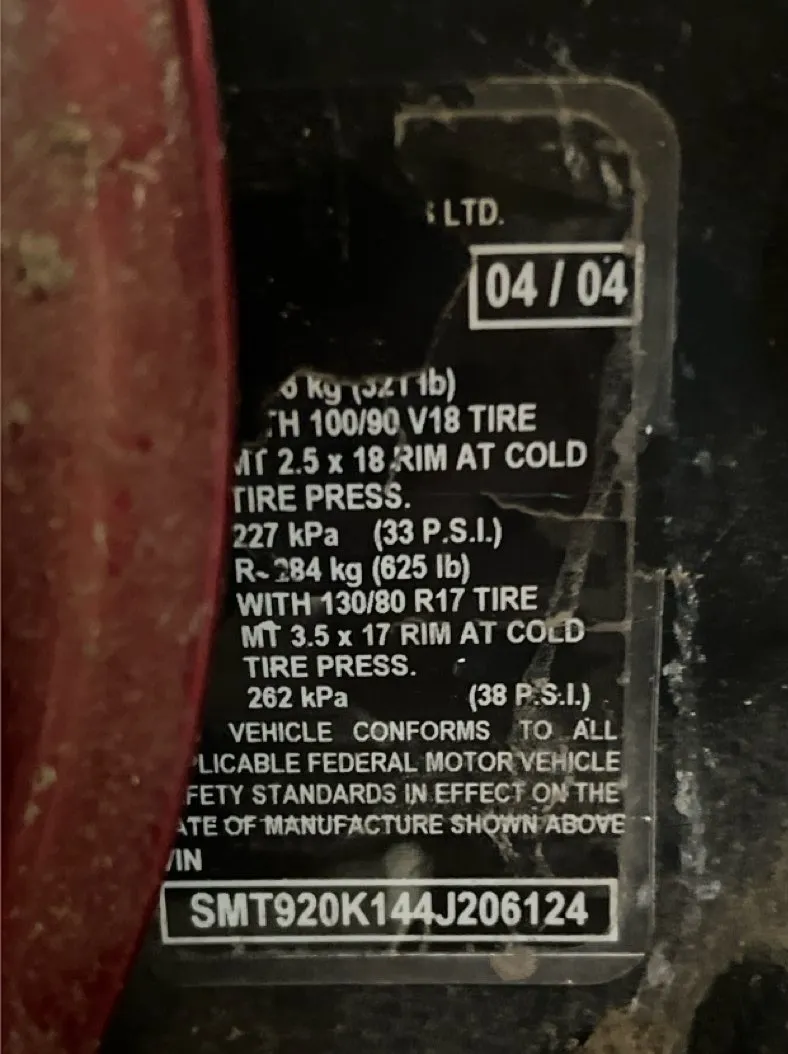 LTD.
04 / 04
kg (321 lb)
100/90 V18 TIRE
MT 2.5 x 18 RIM AT COLD
TIRE PRESS.
227 kPa (33 P.S.I.)
R- 284 kg (625 lb)
WITH 130/80 R17 TIRE
MT 3.5 x 17 RIM AT COLD
TIRE PRESS.
262 kPa (38 P.S.I.)
VEHICLE CONFORMS TO ALL
PLICABLE FEDERAL MOTOR VEHICLE
FETY STANDARDS IN EFFECT ON THE
ATE OF MANUFACTURE SHOWN ABOVE
VIN
SMT920K144J206124